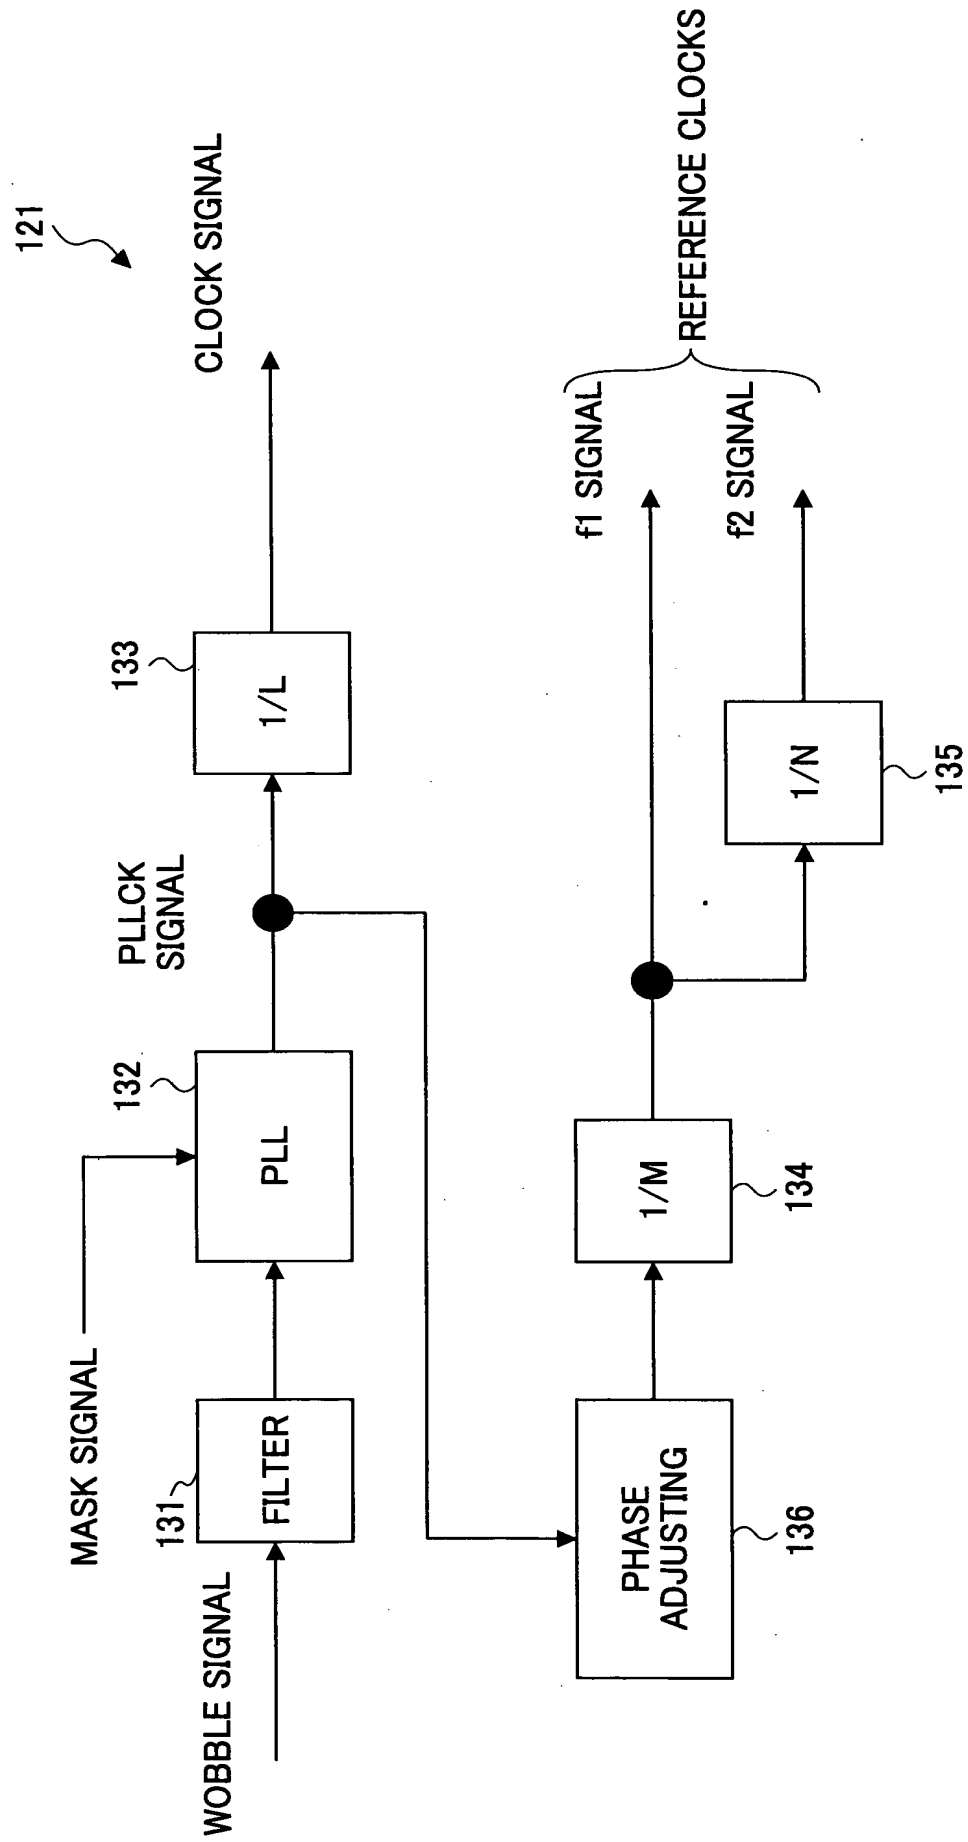 121
MASK SIGNAL
WOBBLE SIGNAL
131
FILTER
132
PLL
PLLCK
SIGNAL
133
1/L
CLOCK SIGNAL
PHASE
ADJUSTING
136
1/M
134
f1 SIGNAL
1/N
135
f2 SIGNAL
REFERENCE CLOCKS